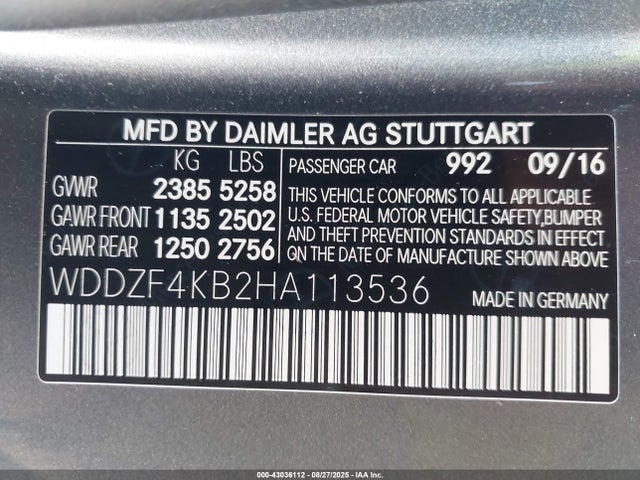 MFD BY DAIMLER AG STUTTGART
KG LBS
GVWR 2385 5258
GAWR FRONT 1135 2502
GAWR REAR 1250 2756
PASSENGER CAR 992 09/16
THIS VEHICLE CONFORMS TO ALL APPLICABLE
U.S. FEDERAL MOTOR VEHICLE SAFETY,BUMPER
AND THEFT PREVENTION STANDARDS IN EFFECT
ON THE DATE OF MANUFACTURE SHOWN ABOVE.
WDDZF4KB2HA113536
MADE IN GERMANY
000-43036112 - 08/27/2025 - IAA Inc.